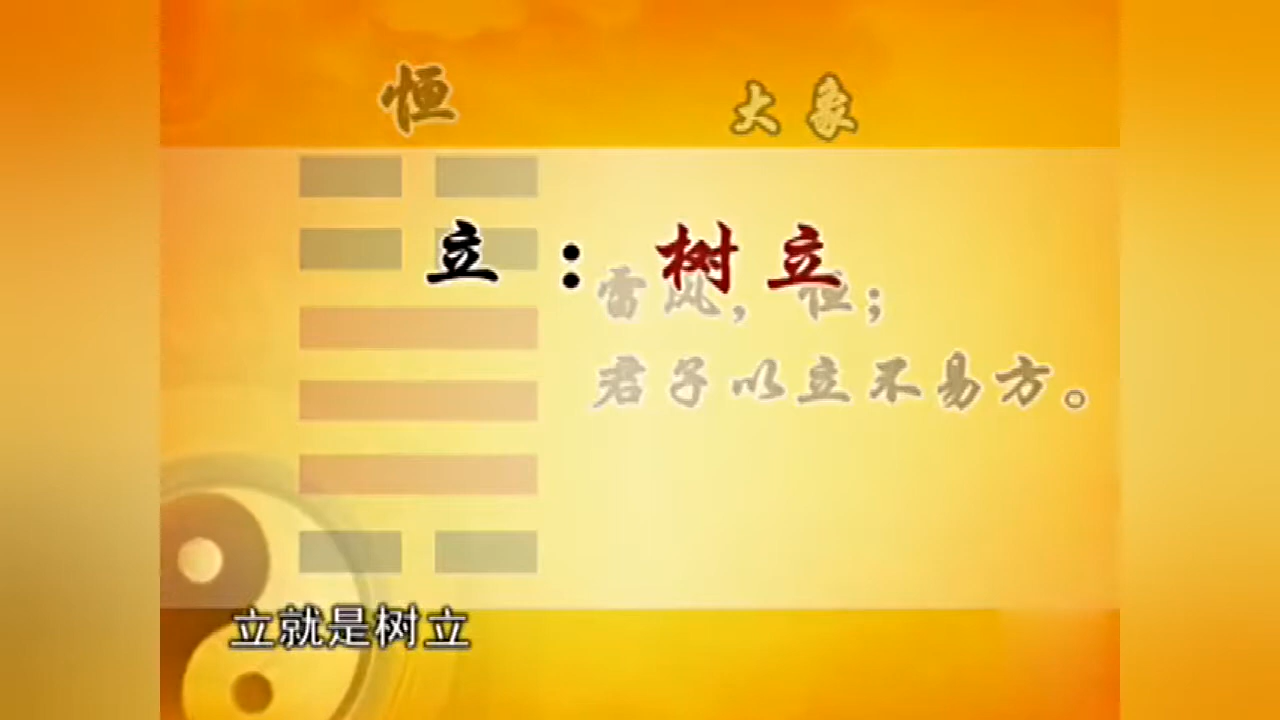 恒
大象
立：树立
雷风，恒；
君子以立不易方。
立就是树立